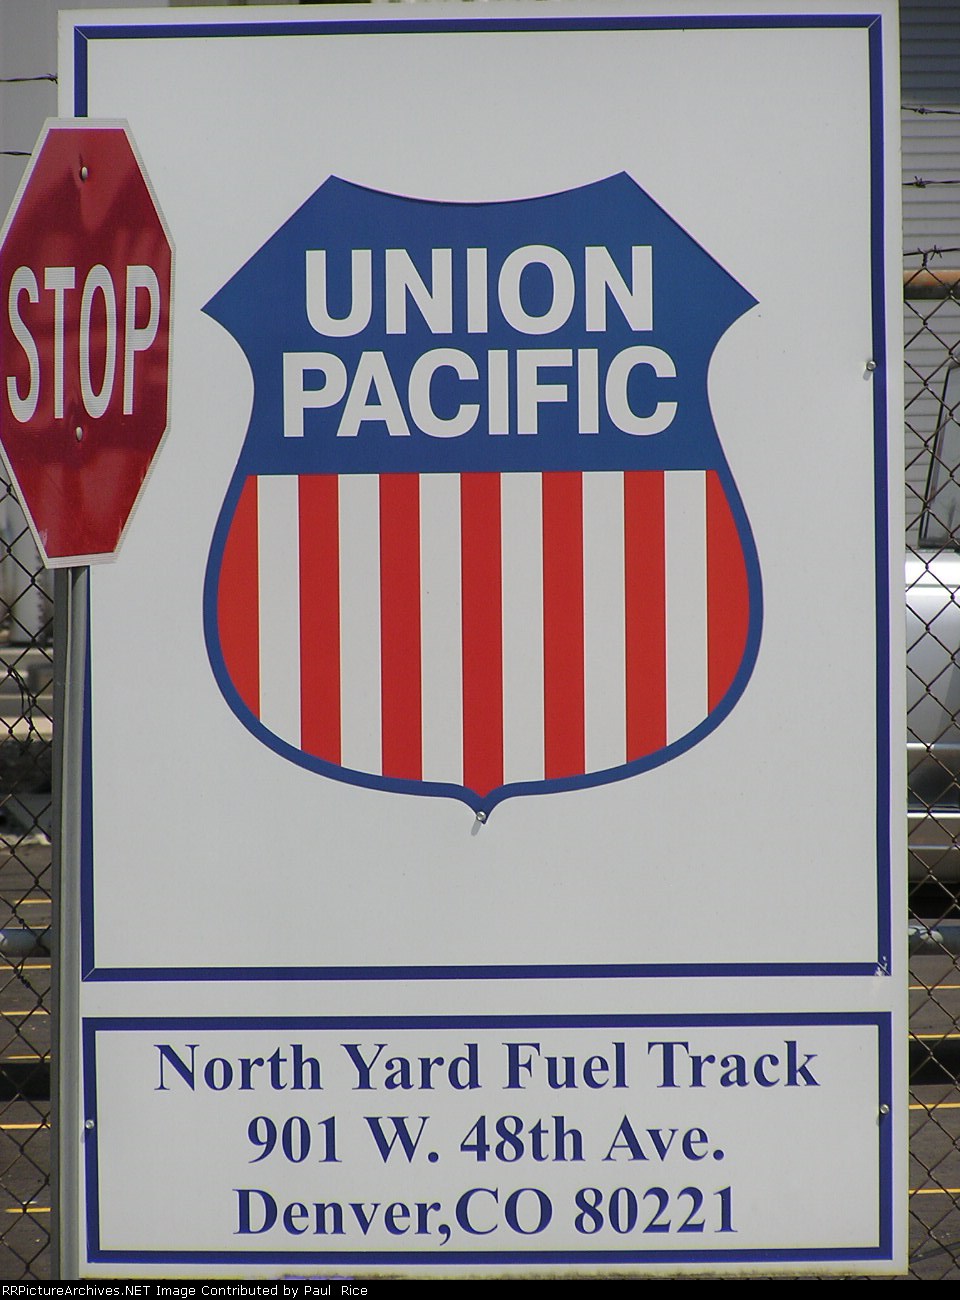 STOP
UNION
PACIFIC
North Yard Fuel Track
901 W. 48th Ave.
Denver,CO 80221
RRPictureArchives.NET Image Contributed by Paul Rice